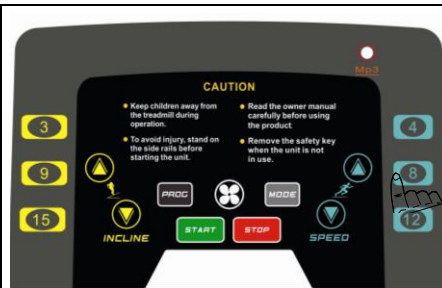 Mp3
CAUTION
Keep children away from
the treadmill during
operation.
To avoid injury, stand on
the side rails before
starting the unit.
Read the owner manual
carefully before using
the product.
Remove the safety key
when the unit is not
in use.
3
9
15
4
8
12
PROG
MODE
START
STOP
INCLINE
SPEED